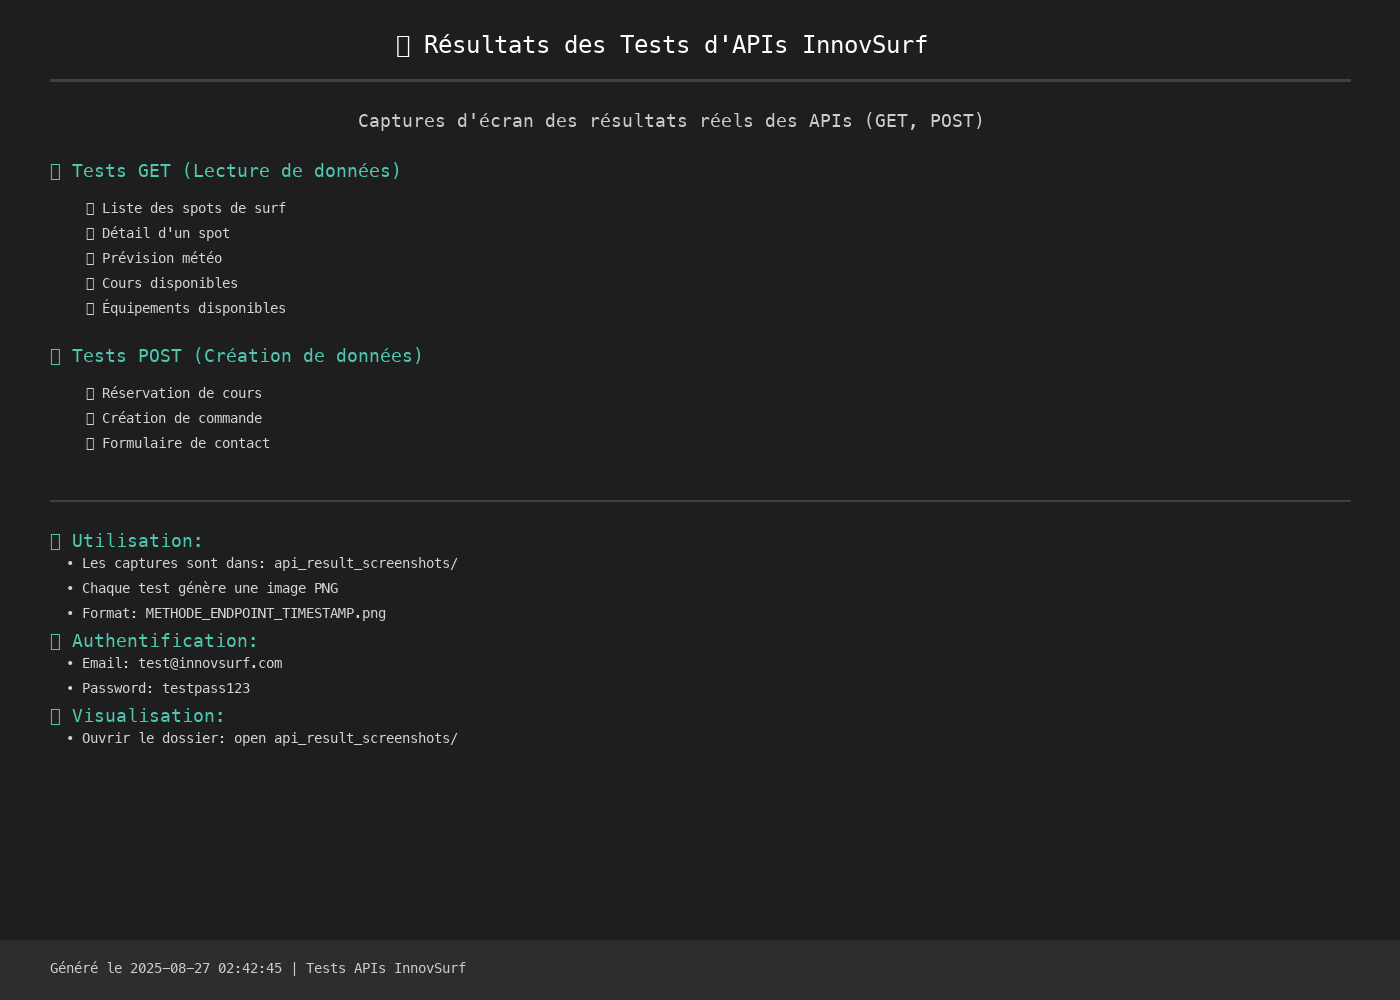 Résultats des Tests d'APIs InnovSurf
Captures d'écran des résultats réels des APIs (GET, POST)
Tests GET (Lecture de données)
Liste des spots de surf
Détail d'un spot
Prévision météo
Cours disponibles
Équipements disponibles
Tests POST (Création de données)
Réservation de cours
Création de commande
Formulaire de contact
Utilisation:
• Les captures sont dans: api_result_screenshots/
• Chaque test génère une image PNG
• Format: METHODE_ENDPOINT_TIMESTAMP.png
Authentification:
• Email: test@innovsurf.com
• Password: testpass123
Visualisation:
• Ouvrir le dossier: open api_result_screenshots/
Généré le 2025-08-27 02:42:45 | Tests APIs InnovSurf